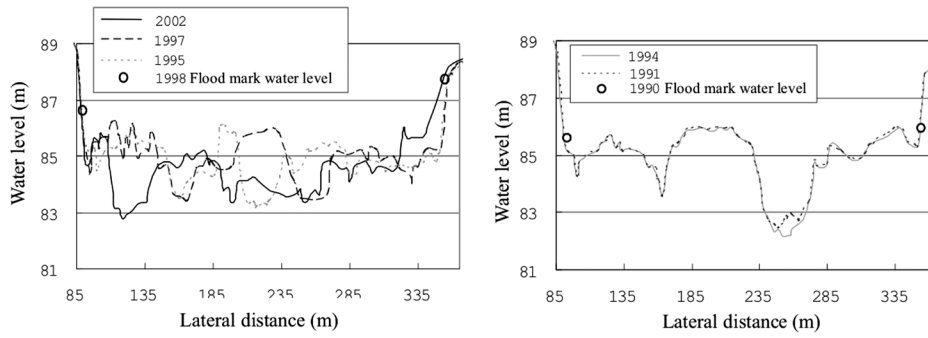 2002
1997
1995
1998 Flood mark water level
89
87
85
83
81
Water level (m)
85 135 185 235 285 335
Lateral distance (m)
1994
1991
1990 Flood mark water level
89
87
85
83
81
Water level (m)
85 135 185 235 285 335
Lateral distance (m)